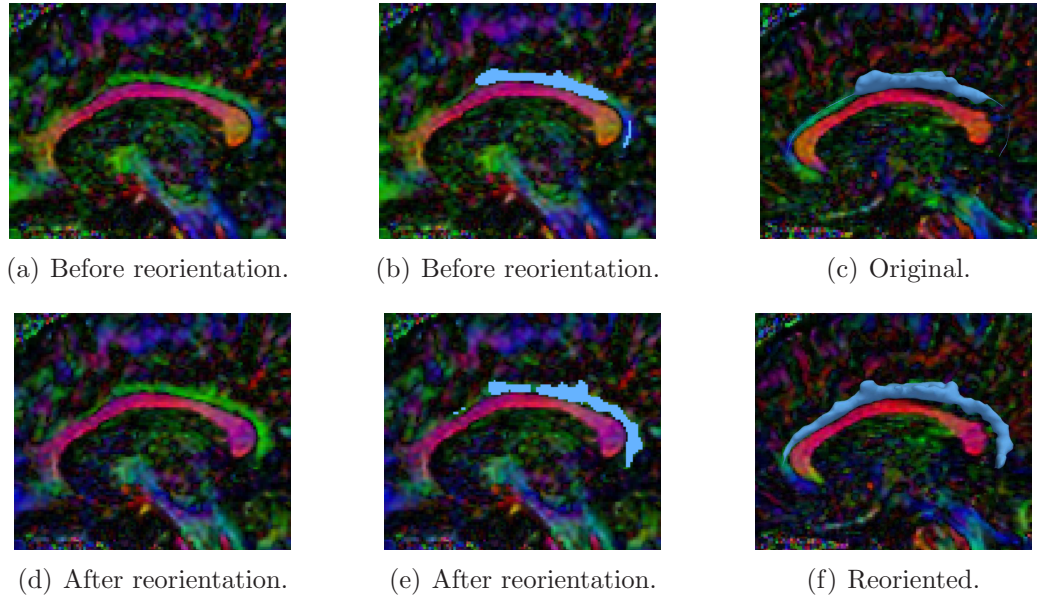 (a) Before reorientation.
(b) Before reorientation.
(c) Original.
(d) After reorientation.
(e) After reorientation.
(f) Reoriented.